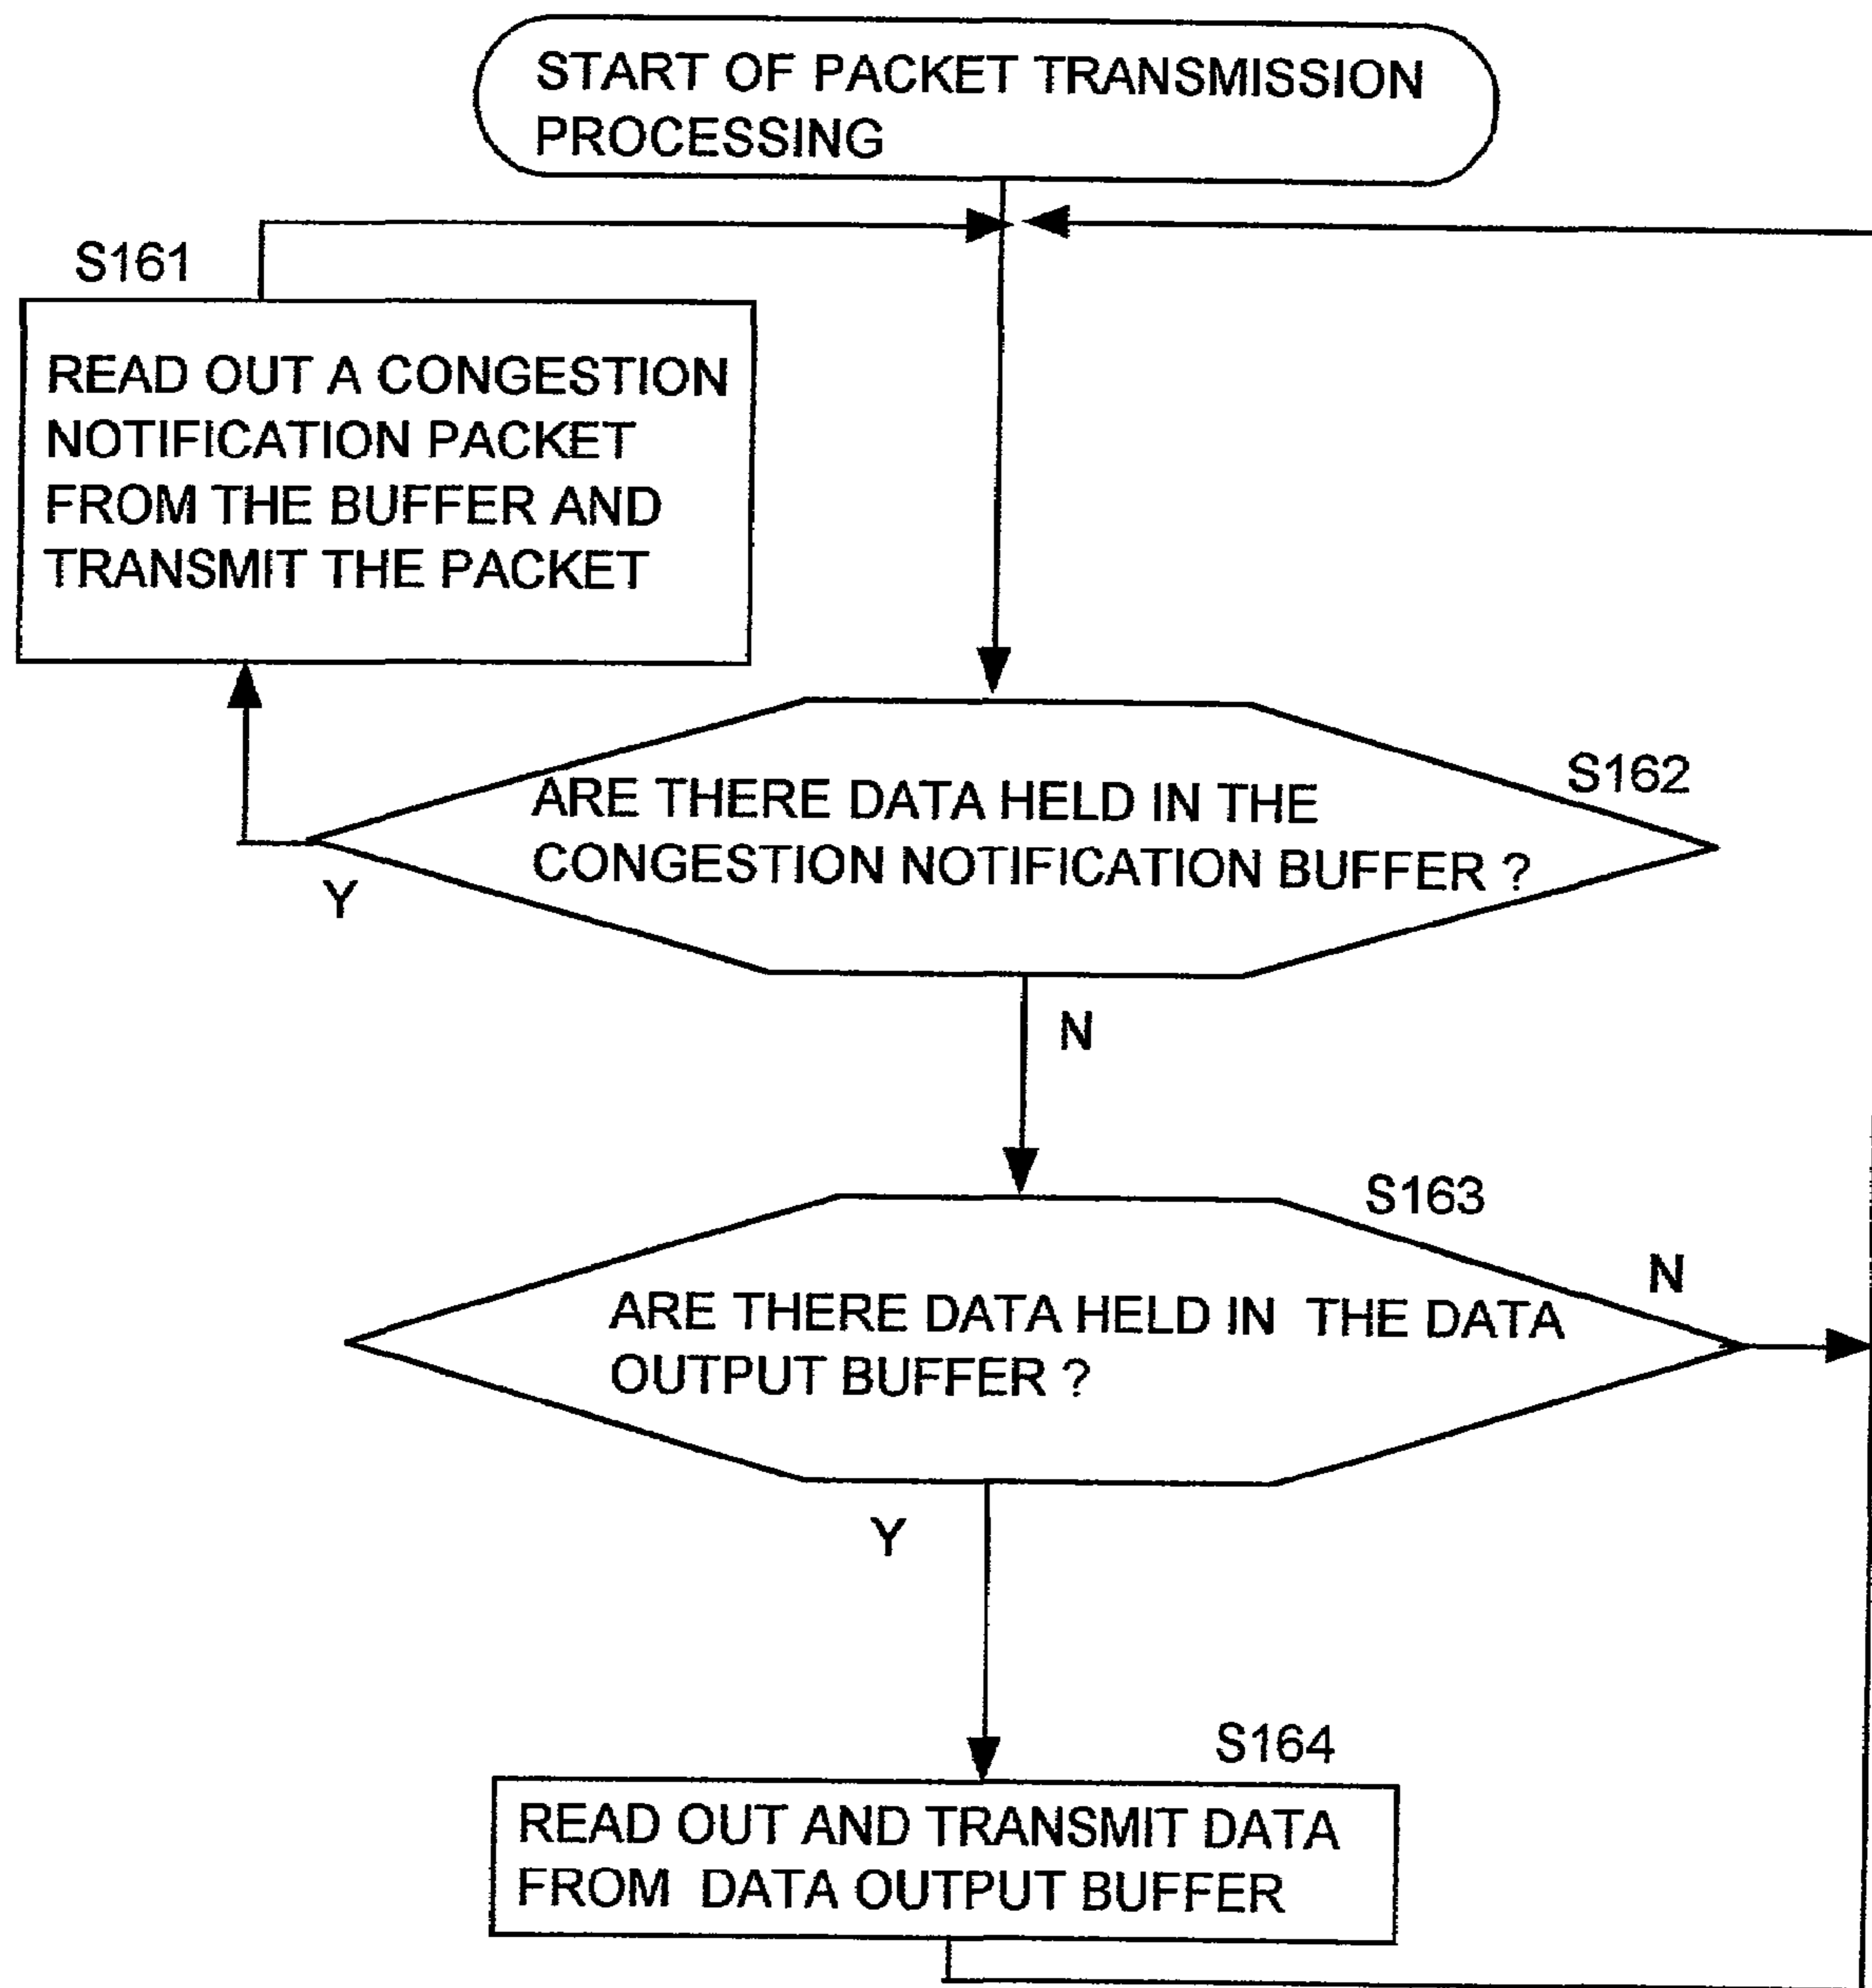 START OF PACKET TRANSMISSION
PROCESSING
S161
READ OUT A CONGESTION
NOTIFICATION PACKET
FROM THE BUFFER AND
TRANSMIT THE PACKET
S162
ARE THERE DATA HELD IN THE
CONGESTION NOTIFICATION BUFFER ?
Y
N
S163
N
ARE THERE DATA HELD IN THE DATA
OUTPUT BUFFER ?
Y
S164
READ OUT AND TRANSMIT DATA
FROM DATA OUTPUT BUFFER